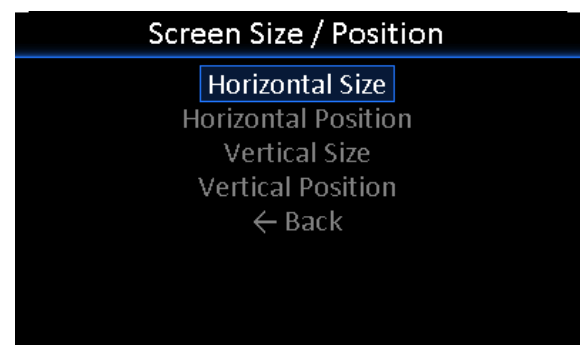 Screen Size / Position
Horizontal Size
Horizontal Position
Vertical Size
Vertical Position
← Back